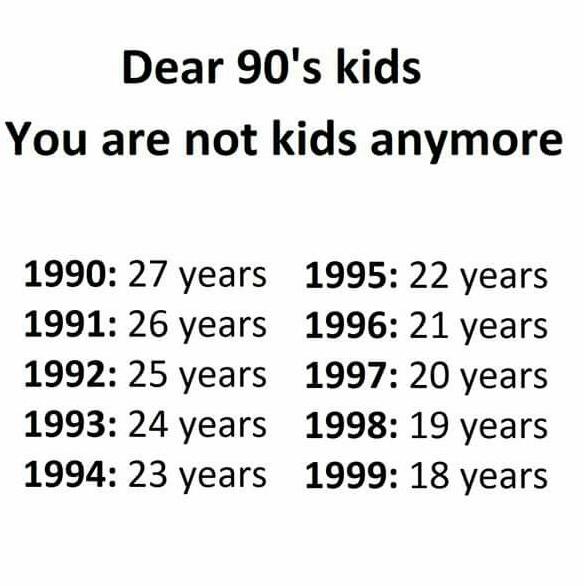 Dear 90's kids
You are not kids anymore
1990: 27 years
1991: 26 years
1992: 25 years
1993: 24 years
1994: 23 years
1995: 22 years
1996: 21 years
1997: 20 years
1998: 19 years
1999: 18 years